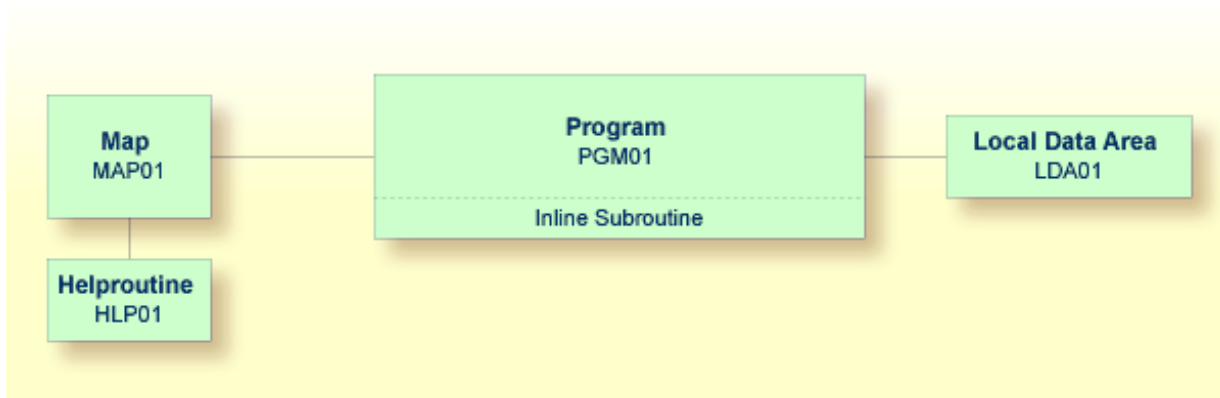 Map
MAP01
Program
PGM01
Inline Subroutine
Local Data Area
LDA01
Helproutine
HLP01